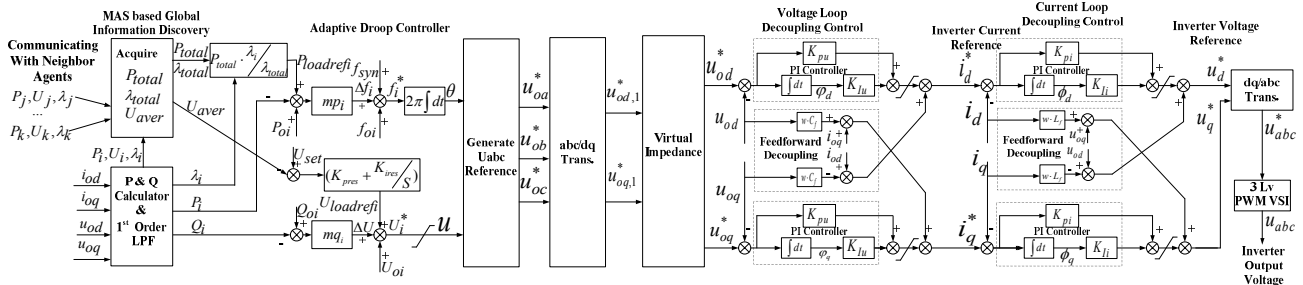 MAS based Global
Information Discovery
Communicating
With Neighbor
Agents
P_j, U_j, λ_j
...
P_k, U_k, λ_k
Acquire
P_total
λ_total
U_aver
P_total
λ_total
U_aver
P_total · λ_i / λ_total
P_i, U_i, λ_i
i_od
i_oq
u_od
u_oq
P & Q
Calculator
&
1st Order
LPF
λ_i
P_i
Q_i
Adaptive Droop Controller
P_loadrefi
P_oi
mp_i
Δf_i
f_syn
f_i^*
f_oi
2π∫dt
θ
U_set
(K_pres + K_ires/S)
U_loadrefi
Q_oi
mq_i
ΔU_i
U_i^*
U_oi
u
Generate
Uabc
Reference
u_oa^*
u_ob^*
u_oc^*
abc/dq
Trans.
u_od,1^*
u_oq,1^*
Virtual
Impedance
u_od^*
u_od
u_oq
u_oq^*
Voltage Loop
Decoupling Control
K_pu
PI Controller
∫dt
φ_d
K_Iu
w·C_f
i_oq
Feedforward
Decoupling
i_od
w·C_f
K_pu
PI Controller
∫dt
φ_q
K_Iu
Inverter Current
Reference
i_d^*
i_d
i_q
i_q^*
Current Loop
Decoupling Control
K_pi
PI Controller
∫dt
ϕ_d
K_Ii
w·L_f
u_oq
Feedforward
Decoupling
u_od
w·L_f
K_pi
PI Controller
∫dt
ϕ_q
K_Ii
Inverter Voltage
Reference
u_d^*
u_q^*
dq/abc
Trans.
u_abc^*
3 Lv
PWM VSI
u_abc
Inverter
Output
Voltage